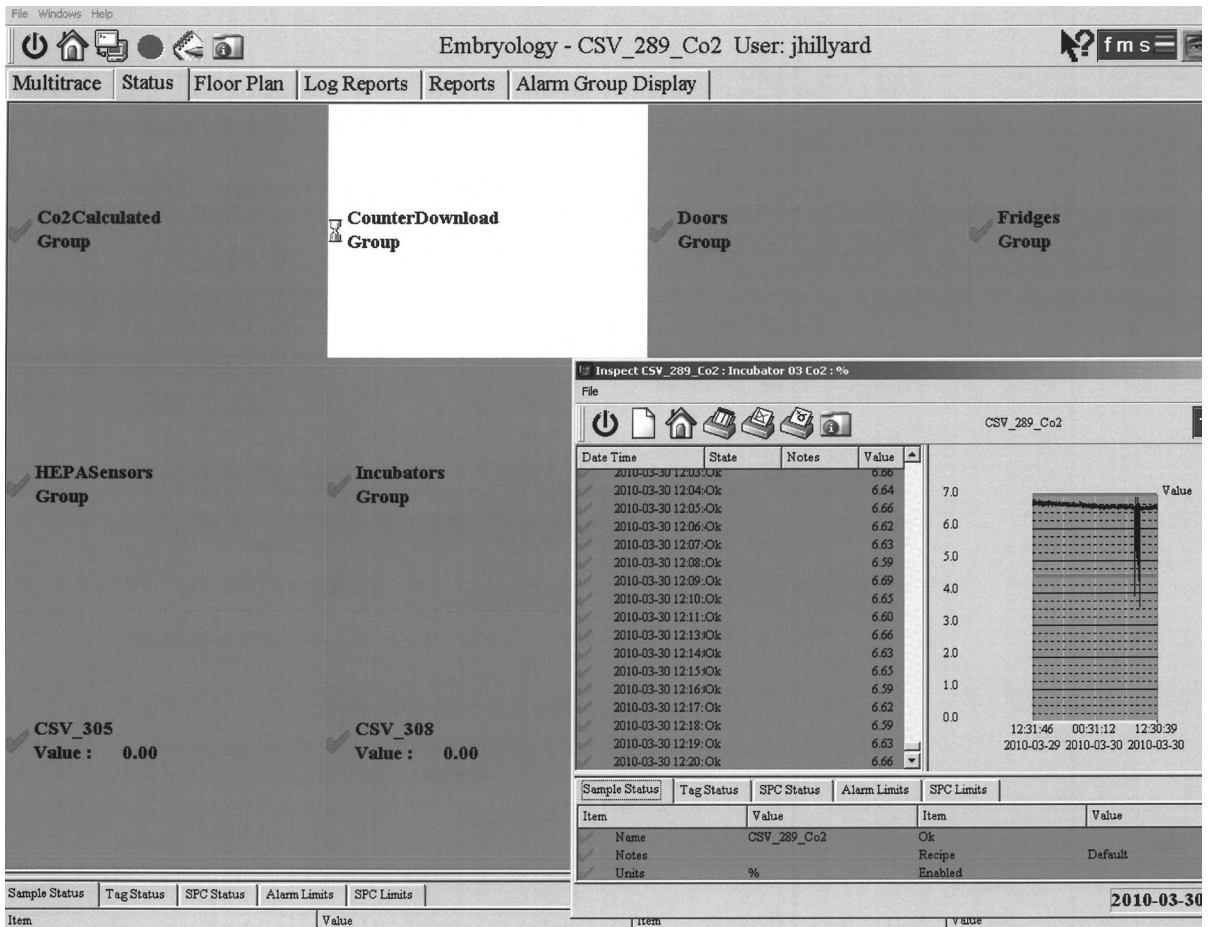 File Windows Help
Embryology - CSV_289_Co2 User: jhillyard
fms
Multitrace Status Floor Plan Log Reports Reports Alarm Group Display
Co2Calculated
Group
CounterDownload
Group
Doors
Group
Fridges
Group
HEPASensors
Group
Incubators
Group
CSV_305
Value : 0.00
CSV_308
Value : 0.00
Inspect CSV_289_Co2 : Incubator 03 Co2 : %
File
CSV_289_Co2
Date Time State Notes Value
2010-03-30 12:03: Ok 6.66
2010-03-30 12:04: Ok 6.64
2010-03-30 12:05: Ok 6.66
2010-03-30 12:06: Ok 6.62
2010-03-30 12:07: Ok 6.63
2010-03-30 12:08: Ok 6.59
2010-03-30 12:09: Ok 6.69
2010-03-30 12:10: Ok 6.65
2010-03-30 12:11: Ok 6.60
2010-03-30 12:13: Ok 6.66
2010-03-30 12:14: Ok 6.63
2010-03-30 12:15: Ok 6.65
2010-03-30 12:16: Ok 6.59
2010-03-30 12:17: Ok 6.62
2010-03-30 12:18: Ok 6.59
2010-03-30 12:19: Ok 6.63
2010-03-30 12:20: Ok 6.66
Value
7.0
6.0
5.0
4.0
3.0
2.0
1.0
0.0
12:31:46 00:31:12 12:30:39
2010-03-29 2010-03-30 2010-03-30
Sample Status Tag Status SPC Status Alarm Limits SPC Limits
Item Value Item Value
Name CSV_289_Co2 Ok
Notes Recipe Default
Units % Enabled
2010-03-30
Sample Status Tag Status SPC Status Alarm Limits SPC Limits
Item Value Item Value